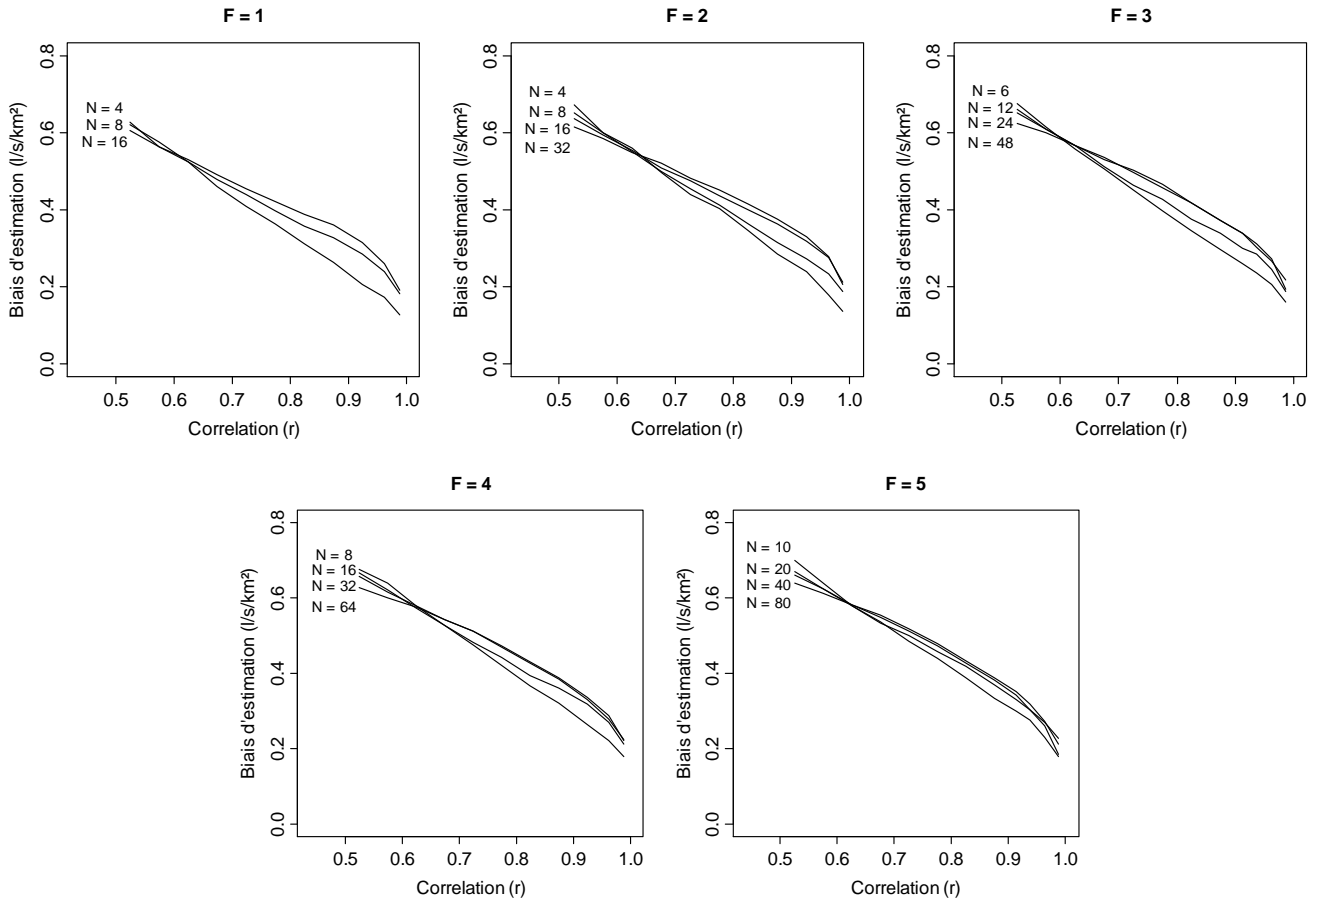 F = 1
Biais d'estimation (l/s/km²)
0.0 0.2 0.4 0.6 0.8
N = 4
N = 8
N = 16
0.5 0.6 0.7 0.8 0.9 1.0
Correlation (r)
F = 2
Biais d'estimation (l/s/km²)
0.0 0.2 0.4 0.6 0.8
N = 4
N = 8
N = 16
N = 32
0.5 0.6 0.7 0.8 0.9 1.0
Correlation (r)
F = 3
Biais d'estimation (l/s/km²)
0.0 0.2 0.4 0.6 0.8
N = 6
N = 12
N = 24
N = 48
0.5 0.6 0.7 0.8 0.9 1.0
Correlation (r)
F = 4
Biais d'estimation (l/s/km²)
0.0 0.2 0.4 0.6 0.8
N = 8
N = 16
N = 32
N = 64
0.5 0.6 0.7 0.8 0.9 1.0
Correlation (r)
F = 5
Biais d'estimation (l/s/km²)
0.0 0.2 0.4 0.6 0.8
N = 10
N = 20
N = 40
N = 80
0.5 0.6 0.7 0.8 0.9 1.0
Correlation (r)